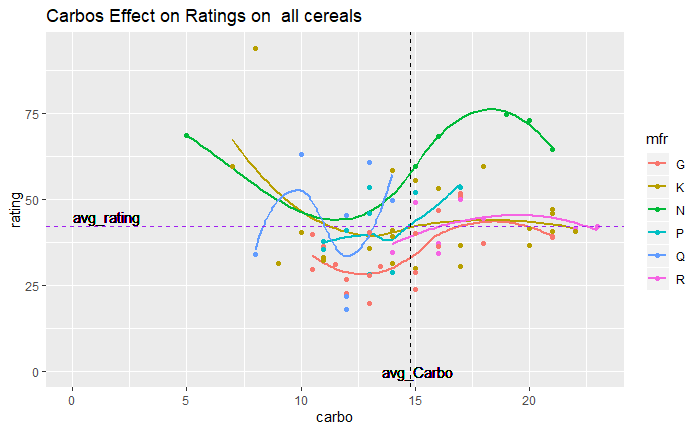 Carbos Effect on Ratings on  all cereals
75
50
25
0
rating
avg_rating
avg_Carbo
0
5
10
15
20
carbo
mfr
G
K
N
P
Q
R